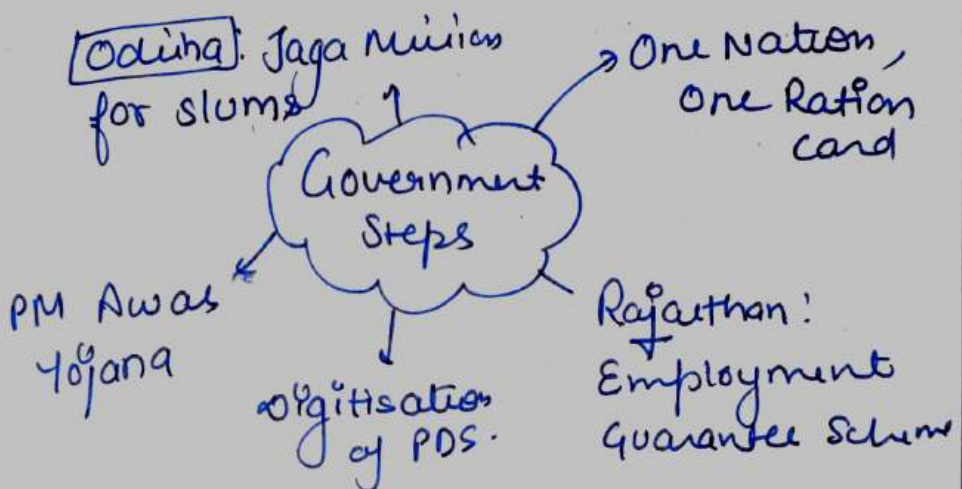 Odisha: Jaga Mission
for slums
One Nation,
One Ration
card
Government
Steps
PM Awas
Yojana
Digitisation
of PDS.
Rajasthan:
Employment
Guarantee Scheme